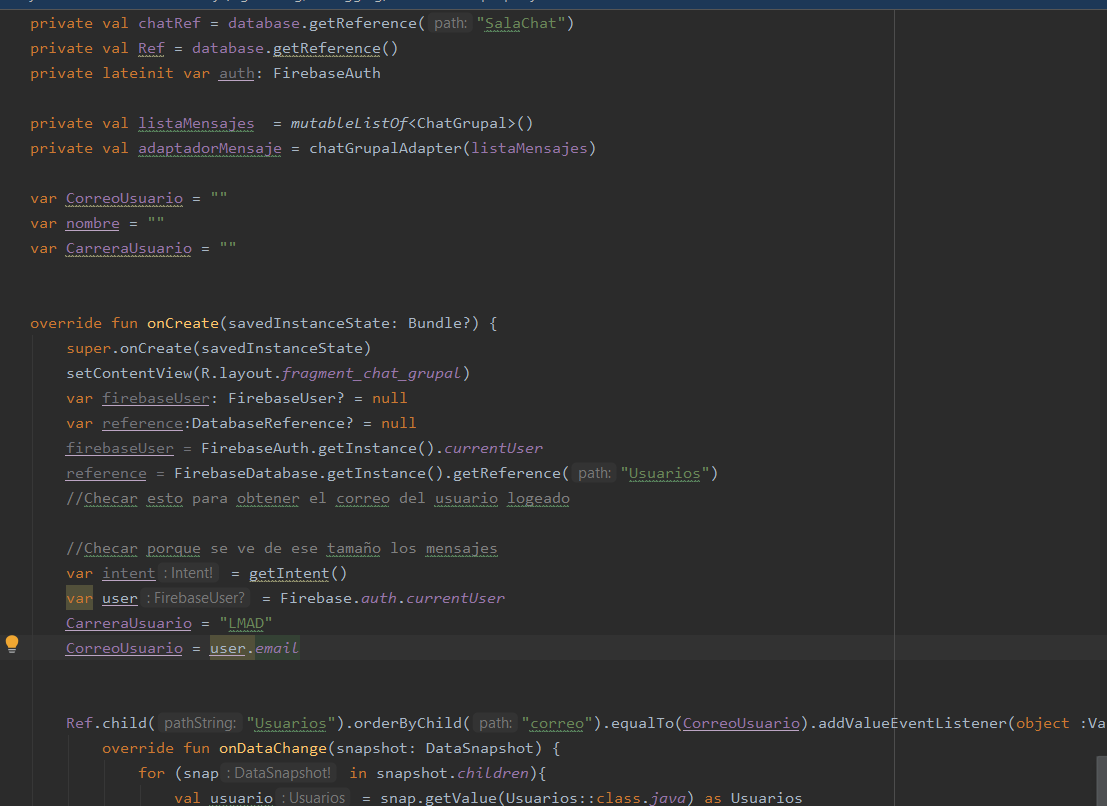 private val chatRef = database.getReference( path: "SalaChat")
private val Ref = database.getReference()
private lateinit var auth: FirebaseAuth
private val listaMensajes  = mutableListOf<ChatGrupal>()
private val adaptadorMensaje = chatGrupalAdapter(listaMensajes)
var CorreoUsuario = ""
var nombre = ""
var CarreraUsuario = ""
override fun onCreate(savedInstanceState: Bundle?) {
super.onCreate(savedInstanceState)
setContentView(R.layout.fragment_chat_grupal)
var firebaseUser: FirebaseUser? = null
var reference:DatabaseReference? = null
firebaseUser = FirebaseAuth.getInstance().currentUser
reference = FirebaseDatabase.getInstance().getReference( path: "Usuarios")
//Checar esto para obtener el correo del usuario logeado
//Checar porque se ve de ese tamaño los mensajes
var intent : Intent!  = getIntent()
var user : FirebaseUser?  = Firebase.auth.currentUser
CarreraUsuario = "LMAD"
CorreoUsuario = user.email
Ref.child( pathString: "Usuarios").orderByChild( path: "correo").equalTo(CorreoUsuario).addValueEventListener(object :Va
override fun onDataChange(snapshot: DataSnapshot) {
for (snap : DataSnapshot!  in snapshot.children){
val usuario : Usuarios  = snap.getValue(Usuarios::class.java) as Usuarios